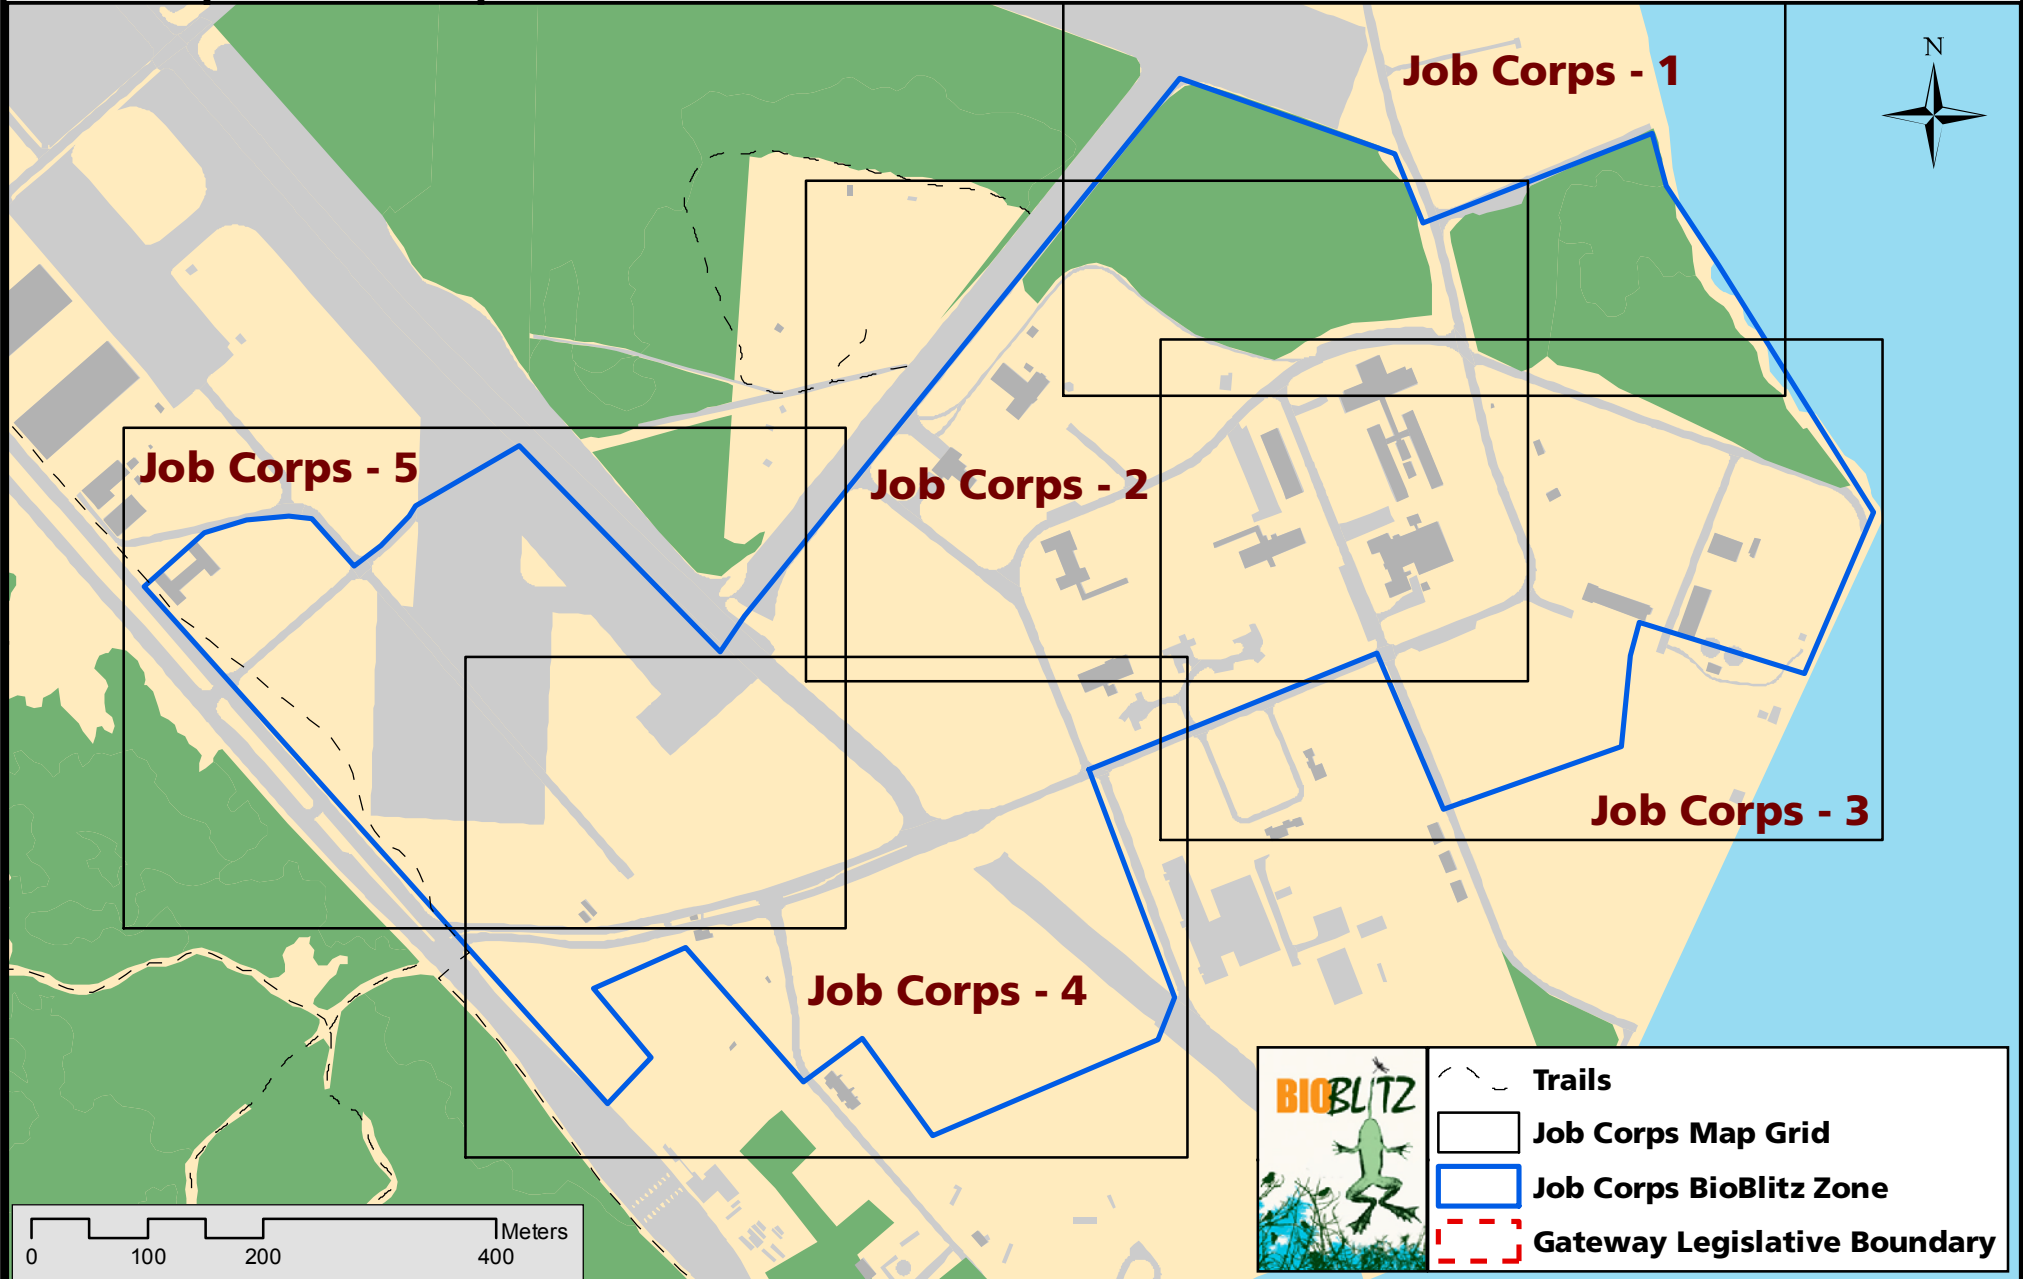 Job Corps - 1
N
Job Corps - 5
Job Corps - 2
Job Corps - 3
Job Corps - 4
BIOBLITZ
Trails
Job Corps Map Grid
Job Corps BioBlitz Zone
Gateway Legislative Boundary
Meters
0 100 200 400